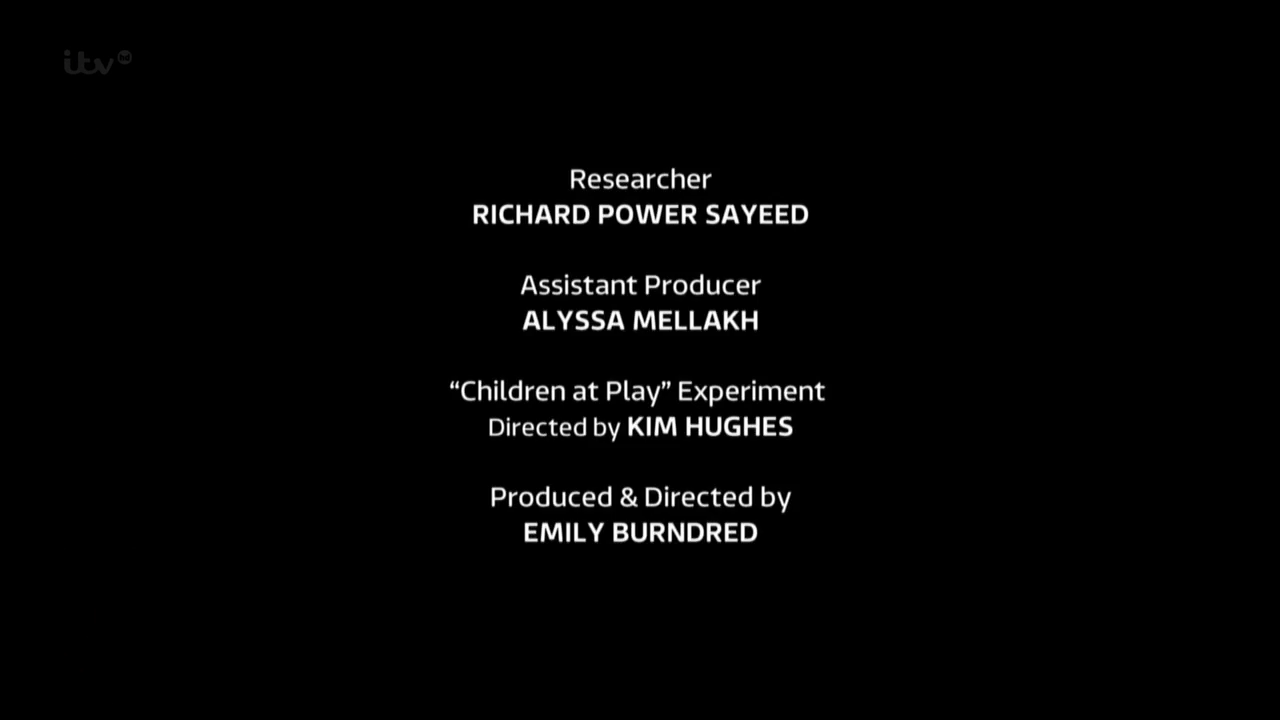 itv
Researcher
RICHARD POWER SAYEED
Assistant Producer
ALYSSA MELLAKH
“Children at Play” Experiment
Directed by KIM HUGHES
Produced & Directed by
EMILY BURNDRED